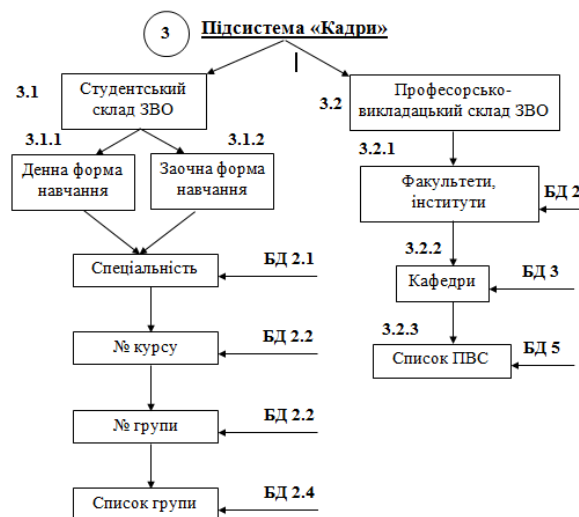 3 Підсистема «Кадри»
3.1
Студентський
склад ЗВО
3.2
Професорсько-
викладацький склад ЗВО
3.1.1
3.1.2
3.2.1
Денна форма
навчання
Заочна форма
навчання
Факультети,
інститути
БД 2
3.2.2
Спеціальність
БД 2.1
Кафедри
БД 3
3.2.3
№ курсу
БД 2.2
Список ПВС
БД 5
№ групи
БД 2.2
Список групи
БД 2.4